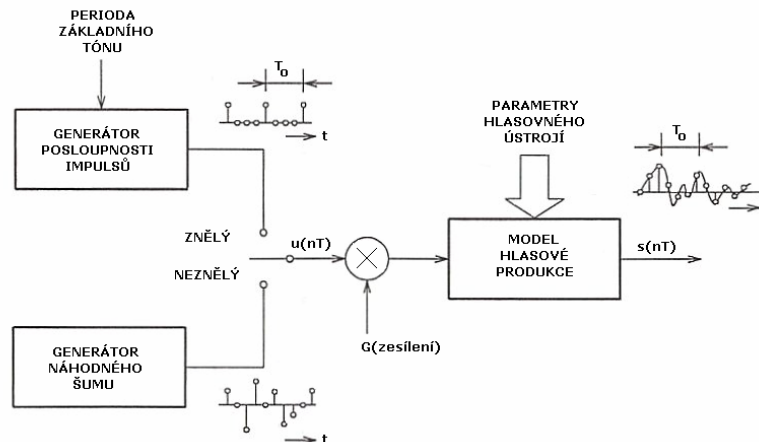 PERIODA
ZÁKLADNÍHO
TÓNU
T₀
t
GENERÁTOR
POSLOUPNOSTI
IMPULSŮ
PARAMETRY
HLASOVNÉHO
ÚSTROJÍ
T₀
ZNĚLÝ
NEZNĚLÝ
u(nT)
MODEL
HLASOVÉ
PRODUKCE
s(nT)
G(zesílení)
GENERÁTOR
NÁHODNÉHO
ŠUMU
t